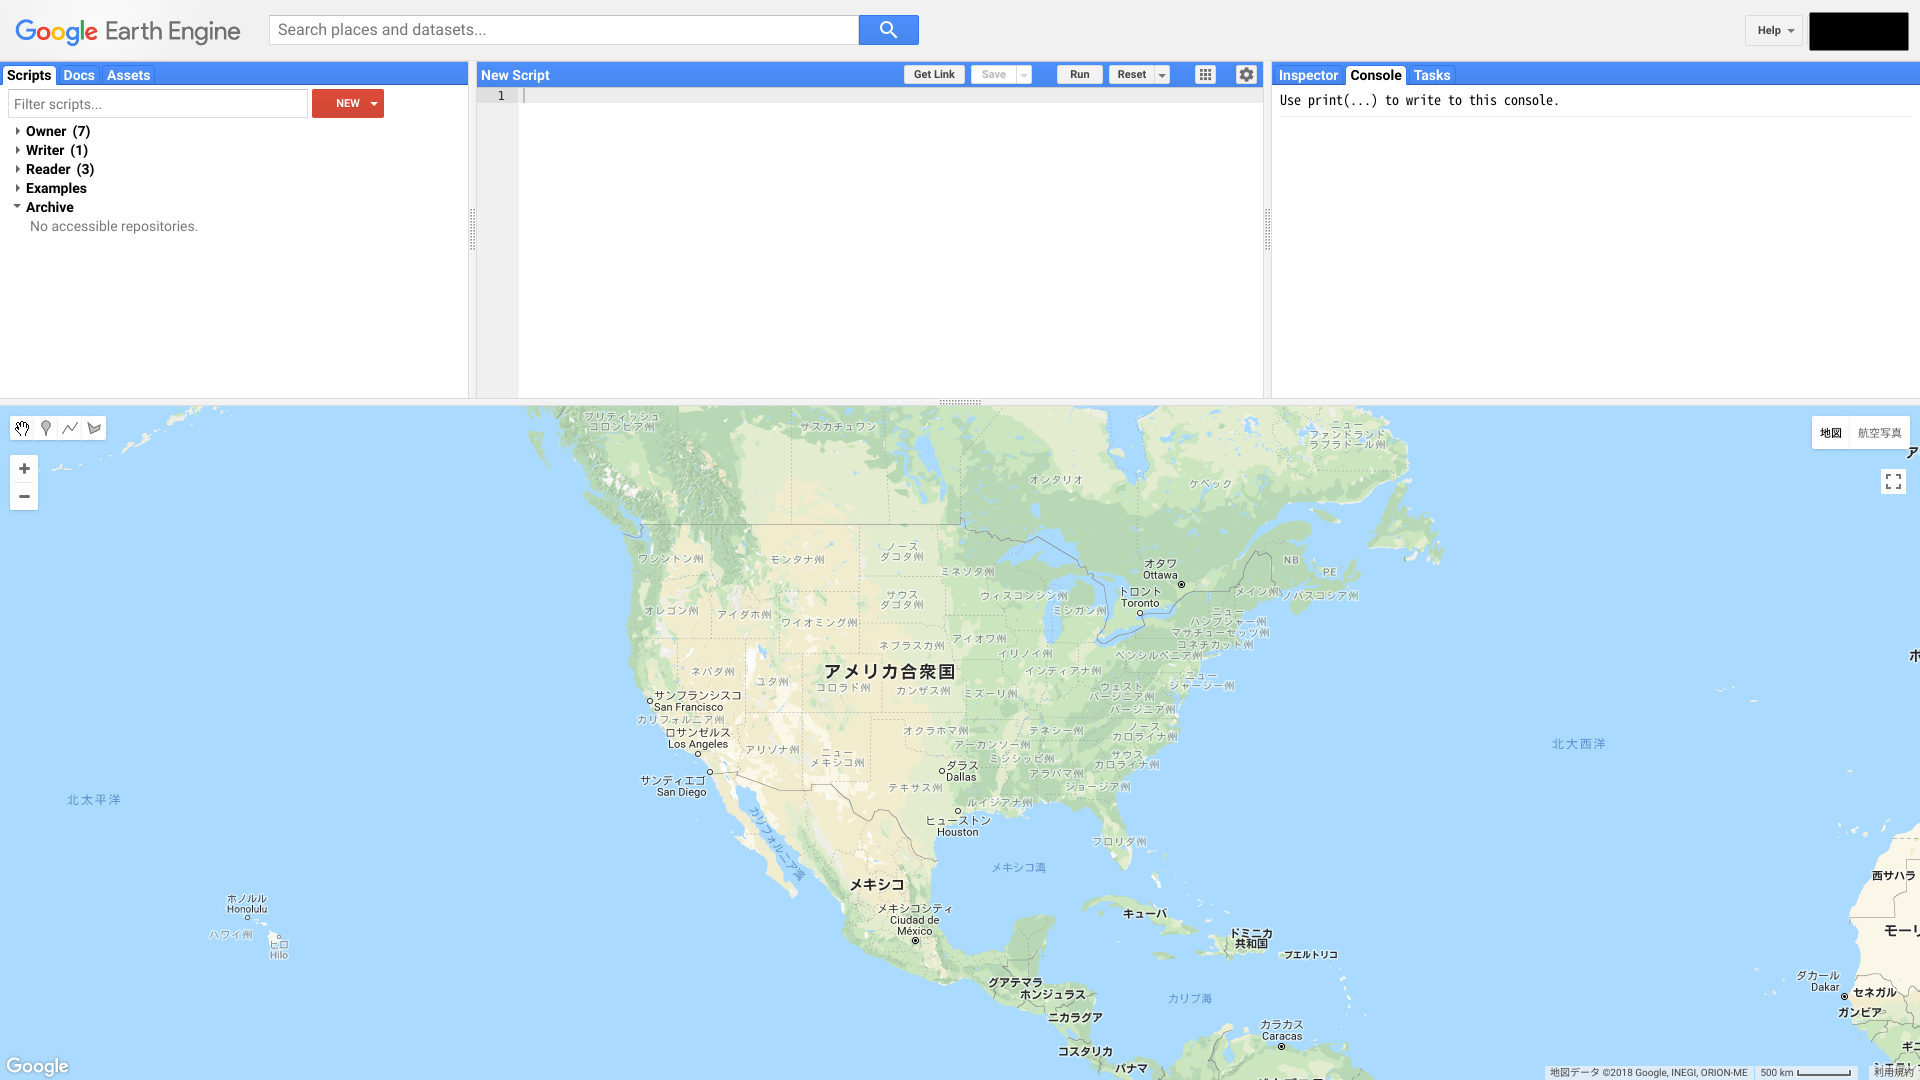 Google Earth Engine
Search places and datasets...
Help
Scripts Docs Assets
Filter scripts...
NEW
Owner (7)
Writer (1)
Reader (3)
Examples
Archive
No accessible repositories.
New Script
Get Link Save Run Reset
1
Inspector Console Tasks
Use print(...) to write to this console.
地図 航空写真
ブリティッシュ
コロンビア州
サスカチュワン
ニュー
ファンドランド
ラブラドール州
オンタリオ
ケベック
ワシントン州
モンタナ州
ノース
ダコタ州
ミネソタ州
オタワ
Ottawa
NB
PE
オレゴン州
アイダホ州
ワイオミング州
サウス
ダコタ州
ウィスコンシン州
ミシガン州
トロント
Toronto
メイン州
ノバスコシア州
ニュー
ハンプシャー州
マサチューセッツ州
コネチカット州
ネブラスカ州
アイオワ州
イリノイ州
インディアナ州
ペンシルベニア州
ニュー
ジャージー州
ネバダ州
ユタ州
アメリカ合衆国
コロラド州
カンザス州
ミズーリ州
ウェスト
バージニア州
バージニア州
サンフランシスコ
San Francisco
カリフォルニア州
ロサンゼルス
Los Angeles
アリゾナ州
ニュー
メキシコ州
オクラホマ州
アーカンソー州
テネシー州
ノース
カロライナ州
ミシシッピ州
サウス
カロライナ州
アラバマ州
ジョージア州
サンディエゴ
San Diego
ダラス
Dallas
テキサス州
ルイジアナ州
ヒューストン
Houston
フロリダ州
北太平洋
北大西洋
カリフォルニア湾
メキシコ湾
メキシコ
メキシコシティ
Ciudad de
México
ホノルル
Honolulu
ハワイ州
ヒロ
Hilo
キューバ
ドミニカ
共和国
プエルトリコ
グアテマラ
ホンジュラス
ニカラグア
カリブ海
コスタリカ
パナマ
カラカス
Caracas
西サハラ
モーリ
ダカール
Dakar
セネガル
ガンビア
ギニ
Google
地図データ ©2018 Google, INEGI, ORION-ME
500 km
利用規約